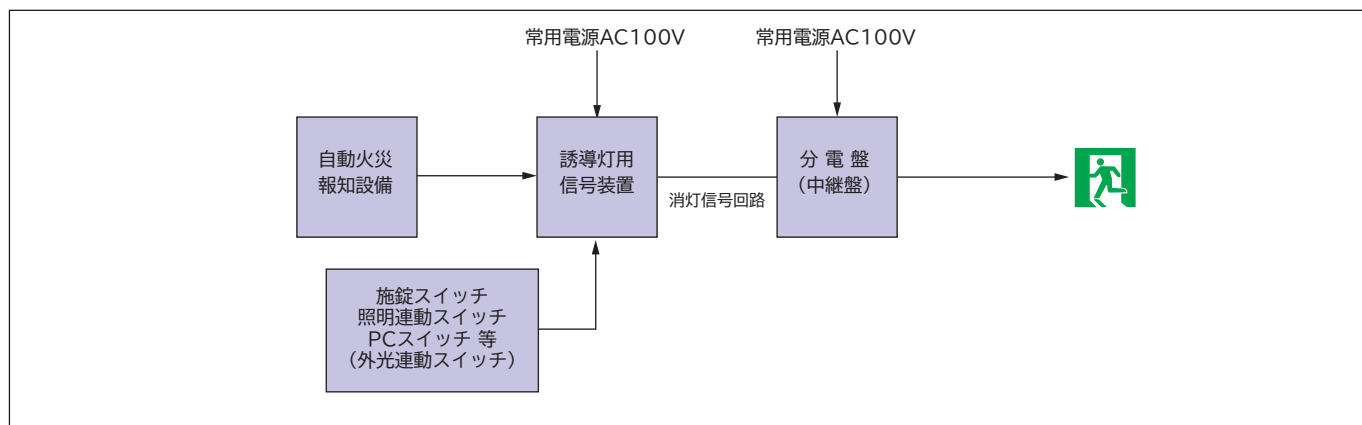 常用電源AC100V
常用電源AC100V
自動火災
報知設備
誘導灯用
信号装置
消灯信号回路
分 電 盤
（中継盤）
施錠スイッチ
照明連動スイッチ
PCスイッチ 等
（外光連動スイッチ）